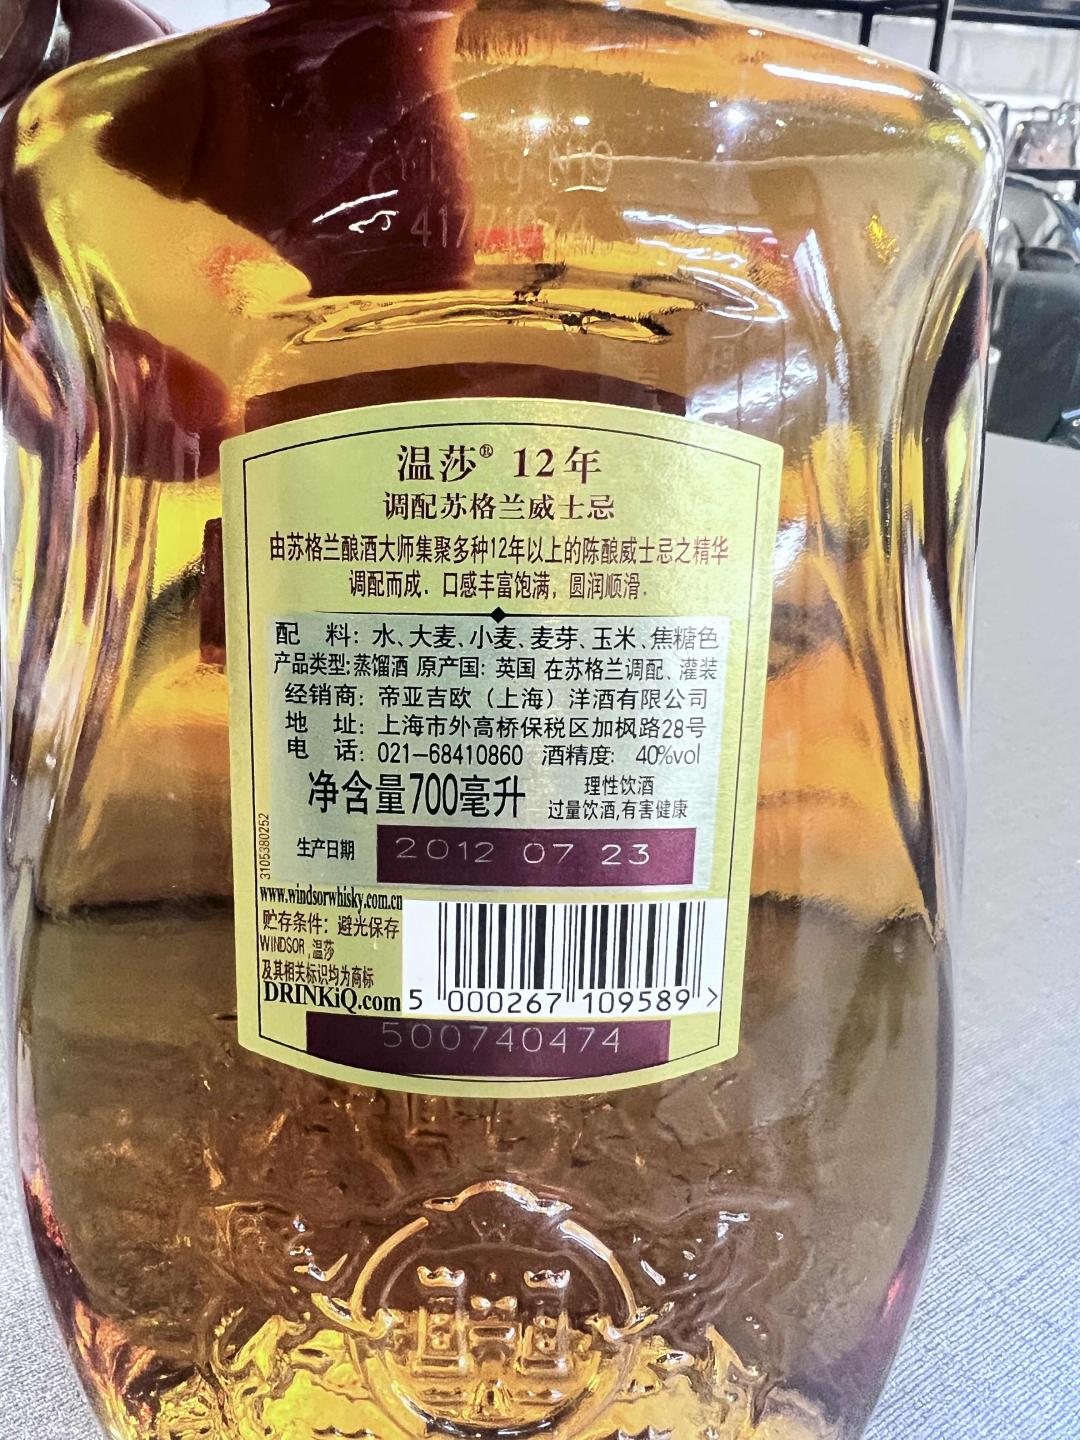 温莎® 12年
调配苏格兰威士忌
由苏格兰酿酒大师集聚多种12年以上的陈酿威士忌之精华
调配而成. 口感丰富饱满, 圆润顺滑.
配 料: 水、大麦、小麦、麦芽、玉米、焦糖色
产品类型:蒸馏酒 原产国: 英国 在苏格兰调配、灌装
经销商: 帝亚吉欧（上海）洋酒有限公司
地 址: 上海市外高桥保税区加枫路28号
电 话: 021-68410860 酒精度: 40%vol
净含量700毫升
理性饮酒
过量饮酒,有害健康
3105380252
生产日期 2012 07 23
www.windsorwhisky.com.cn
贮存条件: 避光保存
WINDSOR ,温莎
及其相关标识均为商标
DRINKiQ.com
5 000267 109589 >
500740474